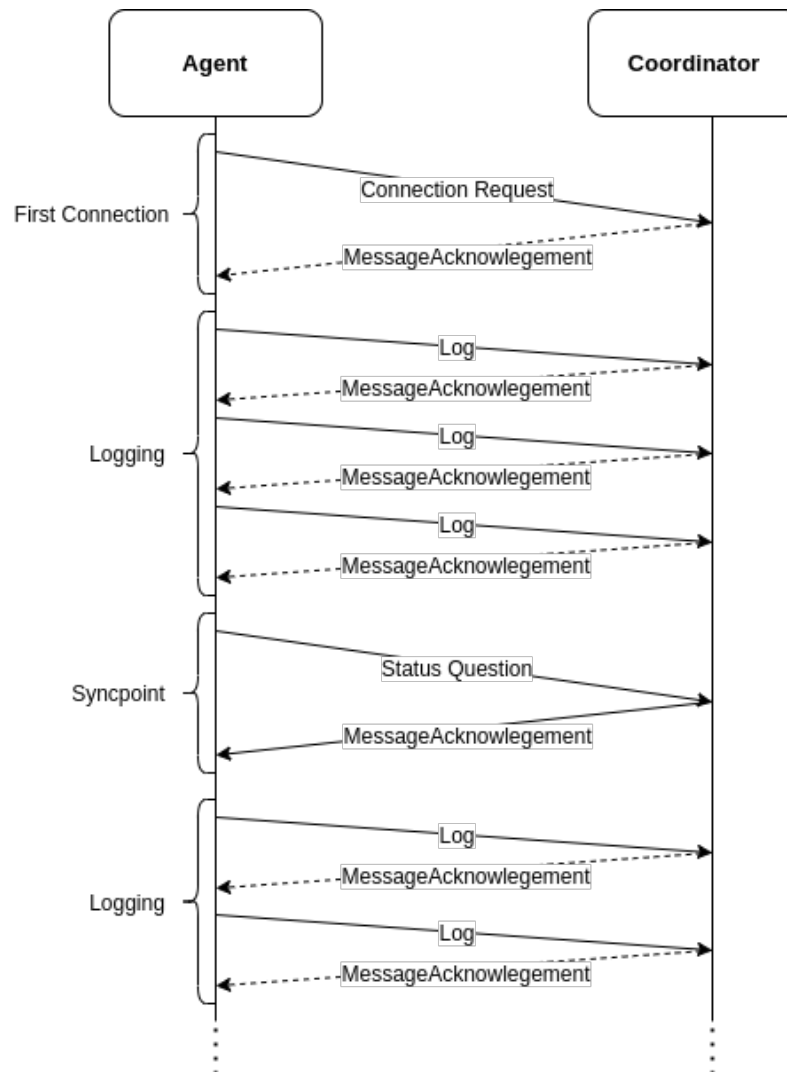 Agent
Coordinator
Connection Request
First Connection
MessageAcknowlegement
Log
MessageAcknowlegement
Log
Logging
MessageAcknowlegement
Log
MessageAcknowlegement
Status Question
Syncpoint
MessageAcknowlegement
Log
MessageAcknowlegement
Logging
Log
MessageAcknowlegement